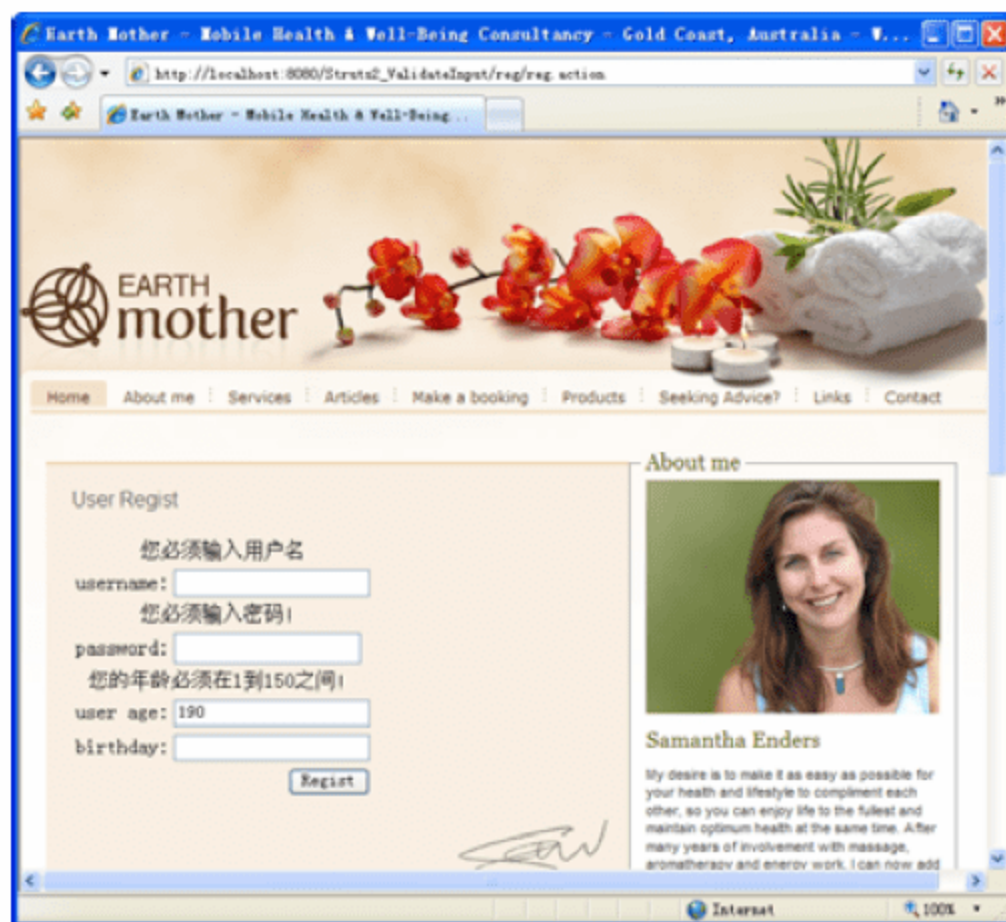 Earth Mother - Mobile Health & Well-Being Consultancy - Gold Coast, Australia - W...
http://localhost:8080/Struts2_ValidateInput/reg/reg.action
Earth Mother - Mobile Health & Well-Being...
EARTH
mother
Home About me Services Articles Make a booking Products Seeking Advice? Links Contact
About me
User Regist
您必须输入用户名
username:
您必须输入密码!
password:
您的年龄必须在1到150之间!
user age: 190
birthday:
Regist
Samantha Enders
My desire is to make it as easy as possible for
your health and lifestyle to compliment each
other, so you can enjoy life to the fullest and
maintain optimum health at the same time. After
many years of involvement with massage,
aromatherapy and energy work, I can now add
Internet
100%